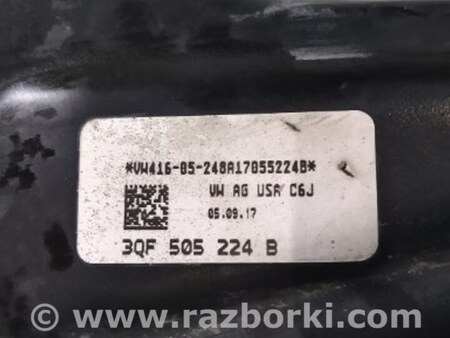 *VW416-05-248A17055224B*
VW AG USA C6J
05.09.17
3QF 505 224 B
© www.razborki.com